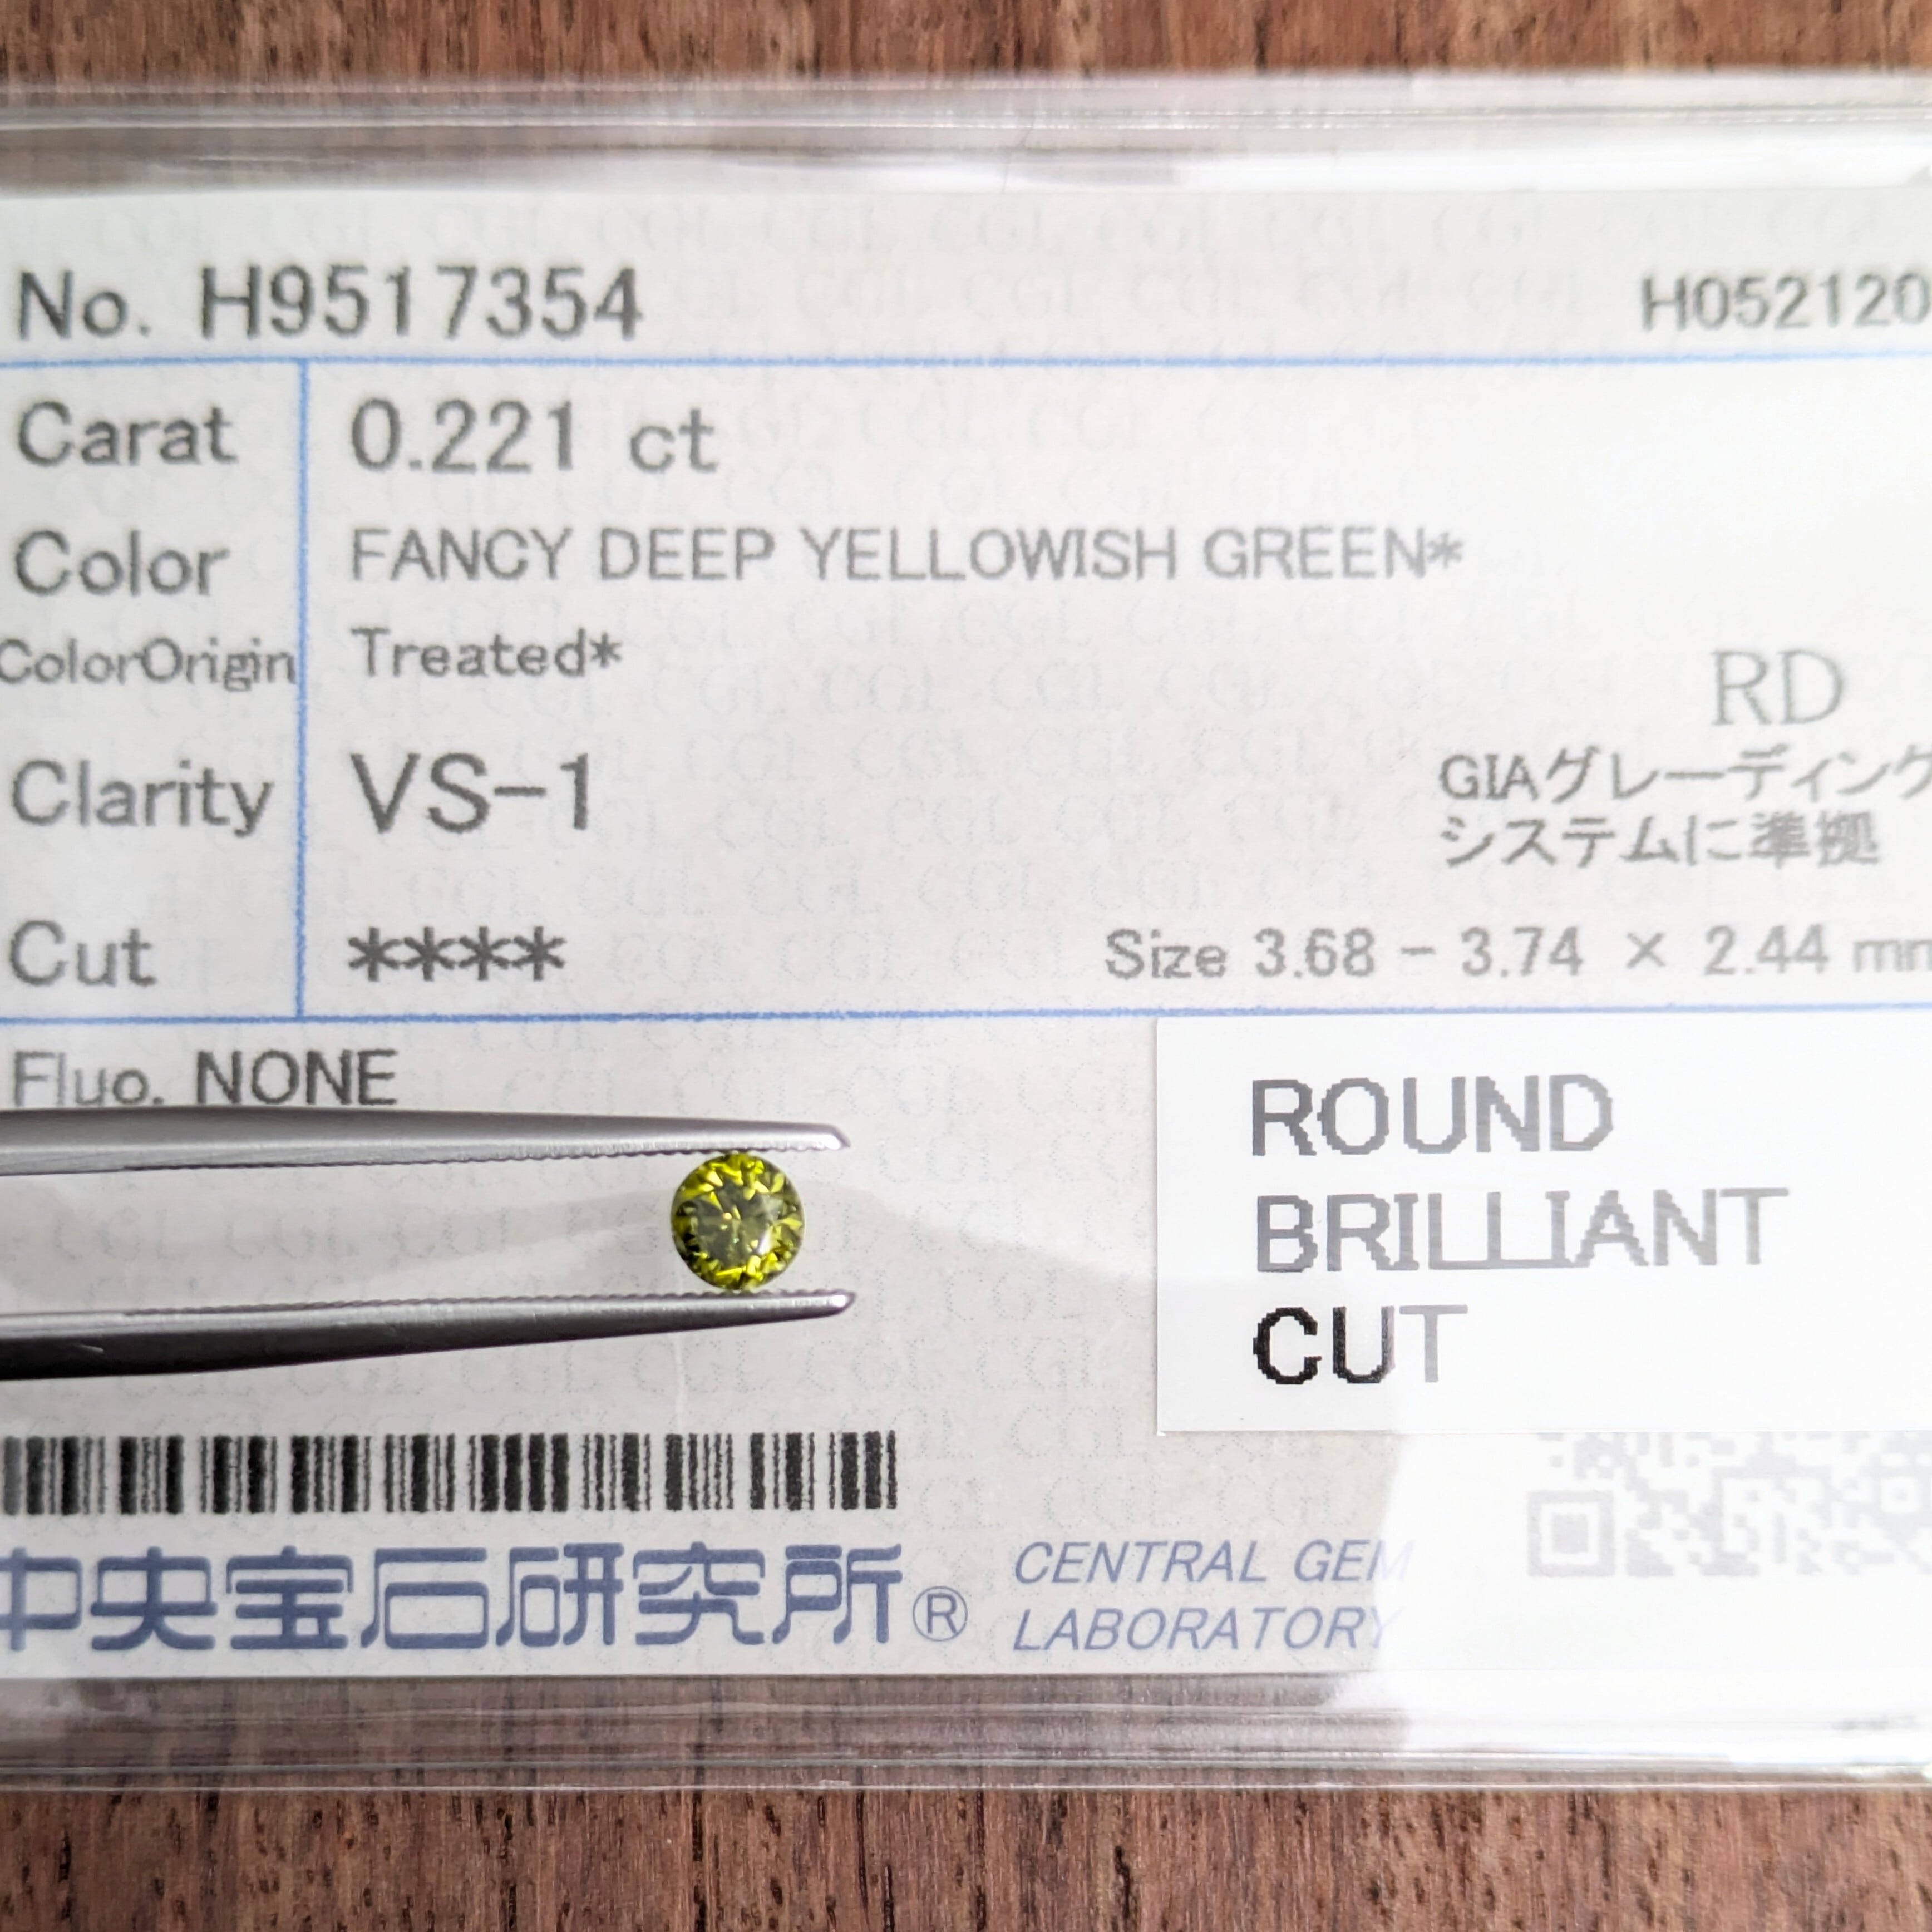 No. H9517354
H052120
Carat 0.221 ct
Color FANCY DEEP YELLOWISH GREEN*
ColorOrigin Treated*
RD
Clarity VS-1
GIAグレーディング
システムに準拠
Cut ****
Size 3.68 - 3.74 × 2.44 mm
Fluo. NONE
ROUND
BRILLIANT
CUT
中央宝石研究所®
CENTRAL GEM
LABORATORY